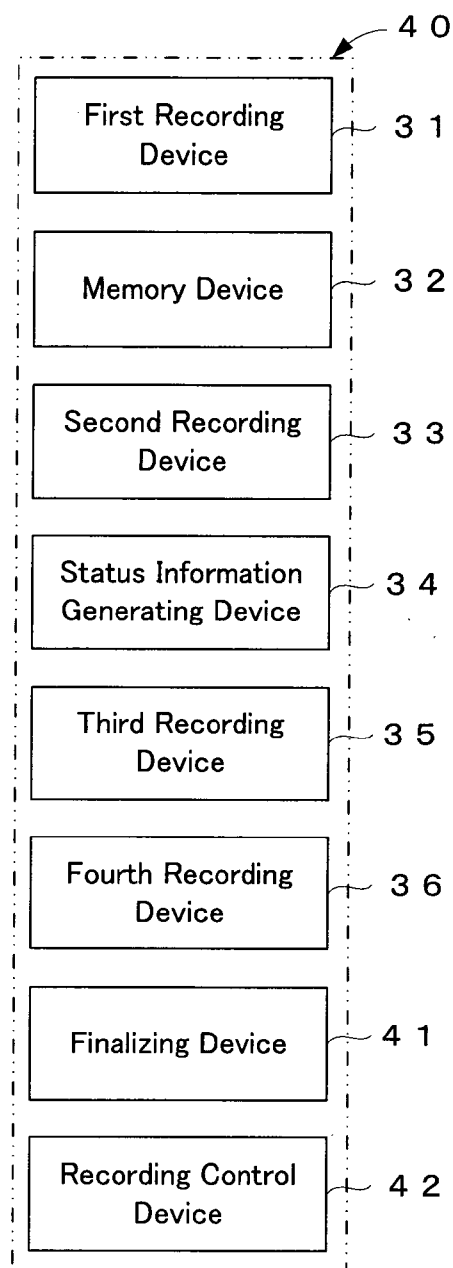 40
First Recording
Device
31
Memory Device
32
Second Recording
Device
33
Status Information
Generating Device
34
Third Recording
Device
35
Fourth Recording
Device
36
Finalizing Device
41
Recording Control
Device
42